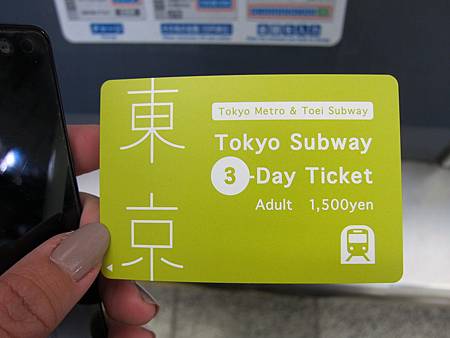 東京
Tokyo Metro & Toei Subway
Tokyo Subway
3-Day Ticket
Adult 1,500yen